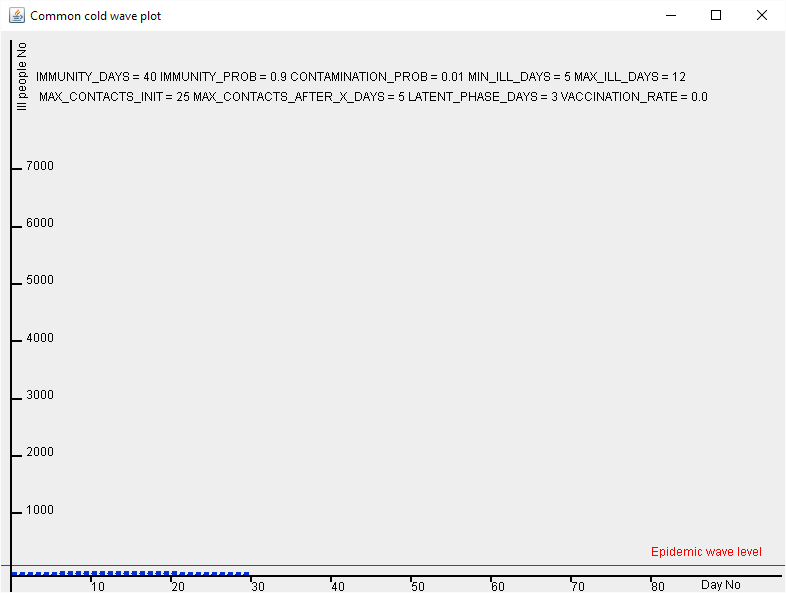 Common cold wave plot
Ill people No
IMMUNITY_DAYS = 40 IMMUNITY_PROB = 0.9 CONTAMINATION_PROB = 0.01 MIN_ILL_DAYS = 5 MAX_ILL_DAYS = 12
MAX_CONTACTS_INIT = 25 MAX_CONTACTS_AFTER_X_DAYS = 5 LATENT_PHASE_DAYS = 3 VACCINATION_RATE = 0.0
7000
6000
5000
4000
3000
2000
1000
Epidemic wave level
10 20 30 40 50 60 70 80 Day No